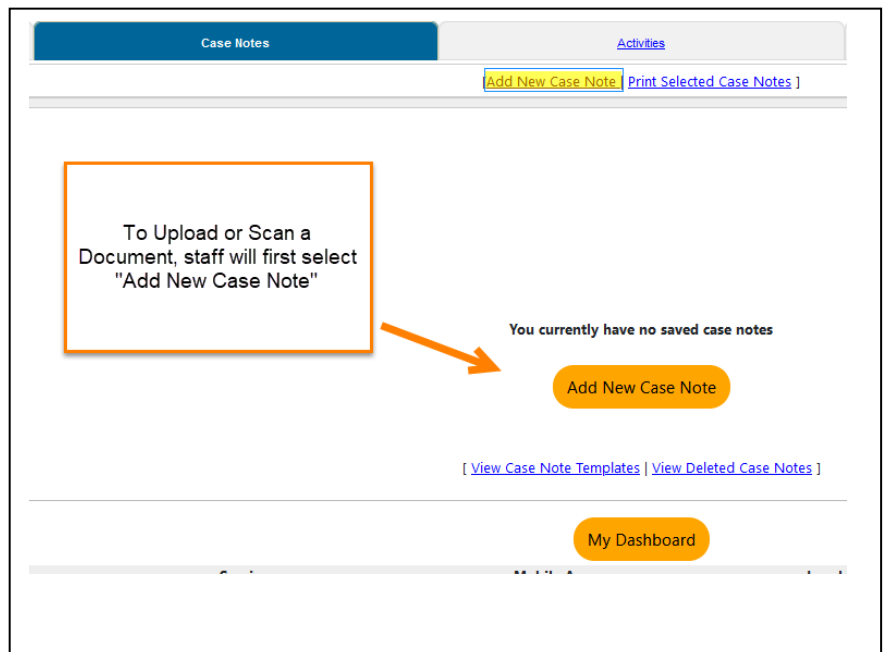 Case Notes
Activities
[Add New Case Note | Print Selected Case Notes ]
To Upload or Scan a
Document, staff will first select
"Add New Case Note"
You currently have no saved case notes
Add New Case Note
[ View Case Note Templates | View Deleted Case Notes ]
My Dashboard